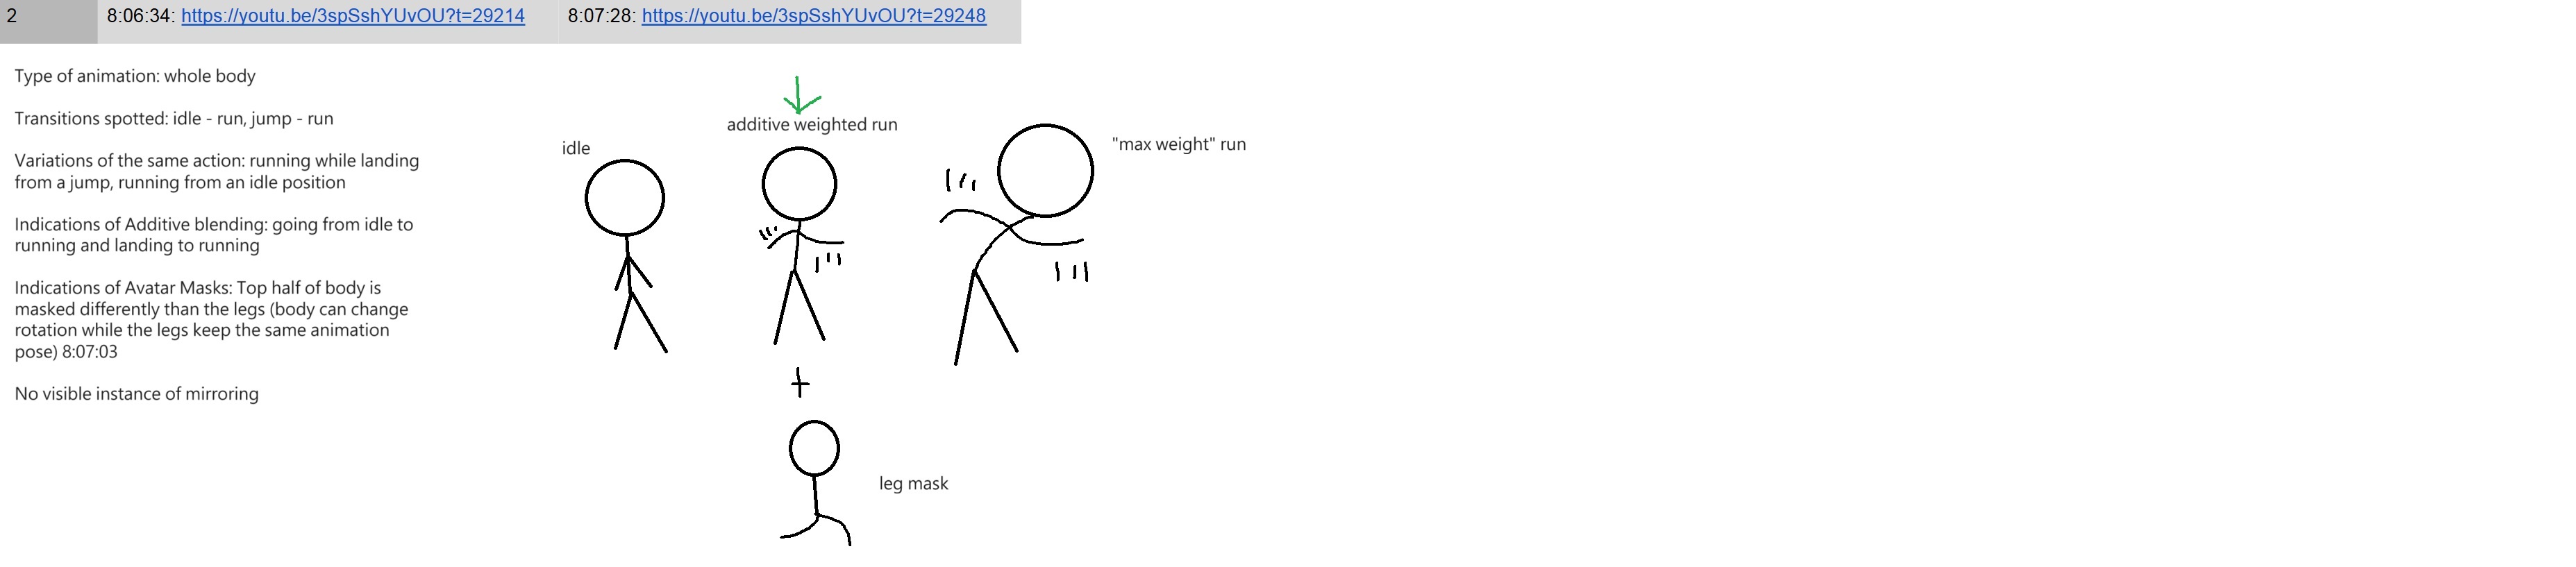 2
8:06:34: https://youtu.be/3spSshYUvOU?t=29214
8:07:28: https://youtu.be/3spSshYUvOU?t=29248
Type of animation: whole body
Transitions spotted: idle - run, jump - run
Variations of the same action: running while landing
from a jump, running from an idle position
Indications of Additive blending: going from idle to
running and landing to running
Indications of Avatar Masks: Top half of body is
masked differently than the legs (body can change
rotation while the legs keep the same animation
pose) 8:07:03
No visible instance of mirroring
idle
additive weighted run
"max weight" run
+
leg mask